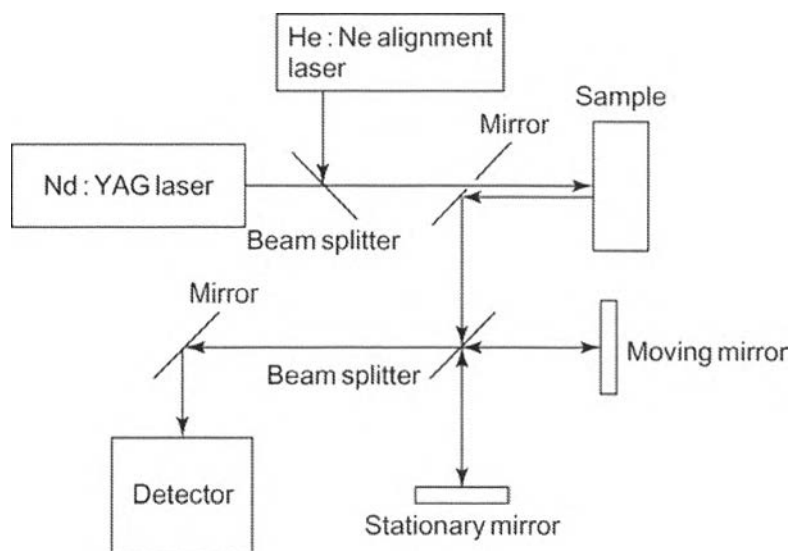 He : Ne alignment
laser
Sample
Mirror
Nd : YAG laser
Beam splitter
Mirror
Beam splitter
Moving mirror
Detector
Stationary mirror